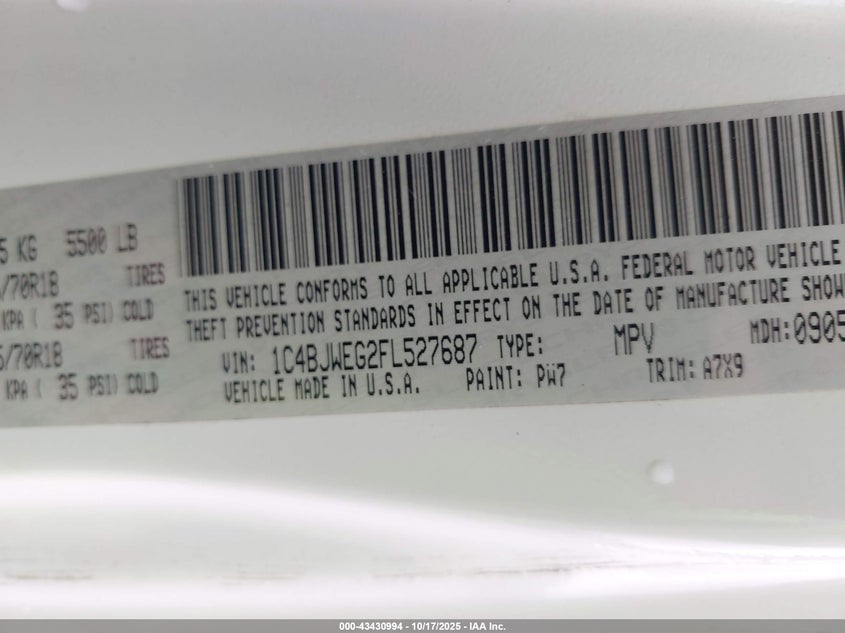 5 KG 5500 LB
/70R18 TIRES
KPA ( 35 PSI) COLD
/70R18 TIRES
KPA ( 35 PSI) COLD
THIS VEHICLE CONFORMS TO ALL APPLICABLE U.S.A. FEDERAL MOTOR VEHICLE
THEFT PREVENTION STANDARDS IN EFFECT ON THE DATE OF MANUFACTURE SHOW
VIN: 1C4BJWEG2FL527687 TYPE: MPV MDH: 0905
VEHICLE MADE IN U.S.A. PAINT: PW7 TRIM: A7X9
000-43430994 | 10/17/2025 - IAA Inc.